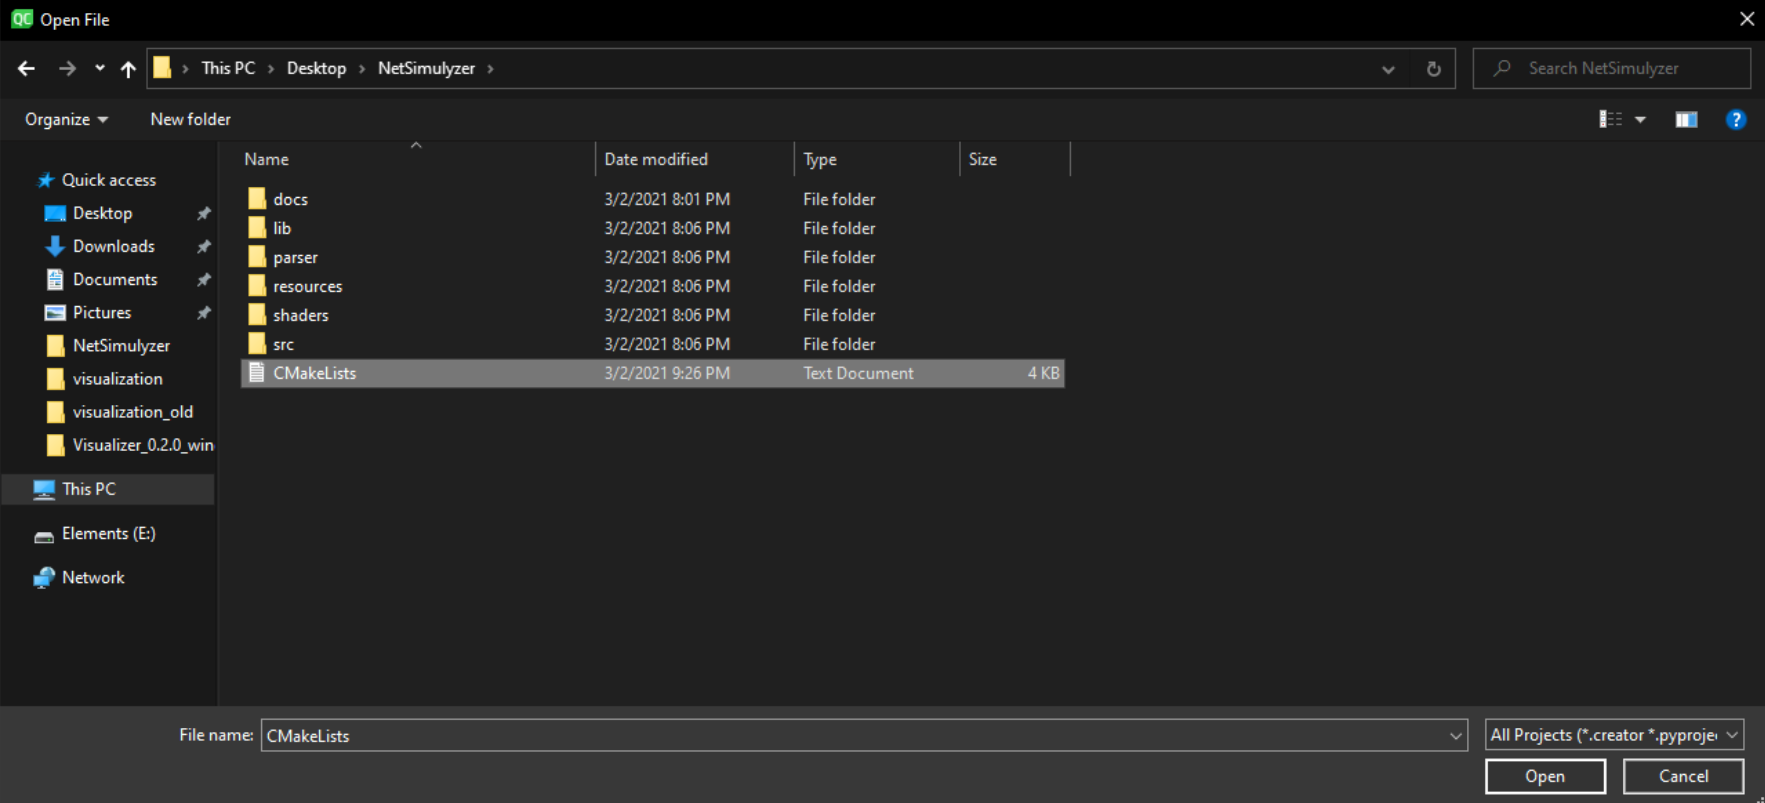 QC Open File
This PC Desktop NetSimulyzer
Search NetSimulyzer
Organize New folder
?
Name Date modified Type Size
Quick access
Desktop
Downloads
Documents
Pictures
NetSimulyzer
visualization
visualization_old
Visualizer_0.2.0_win
This PC
Elements (E:)
Network
docs 3/2/2021 8:01 PM File folder
lib 3/2/2021 8:06 PM File folder
parser 3/2/2021 8:06 PM File folder
resources 3/2/2021 8:06 PM File folder
shaders 3/2/2021 8:06 PM File folder
src 3/2/2021 8:06 PM File folder
CMakeLists 3/2/2021 9:26 PM Text Document 4 KB
File name: CMakeLists
All Projects (*.creator *.pyproje
Open Cancel